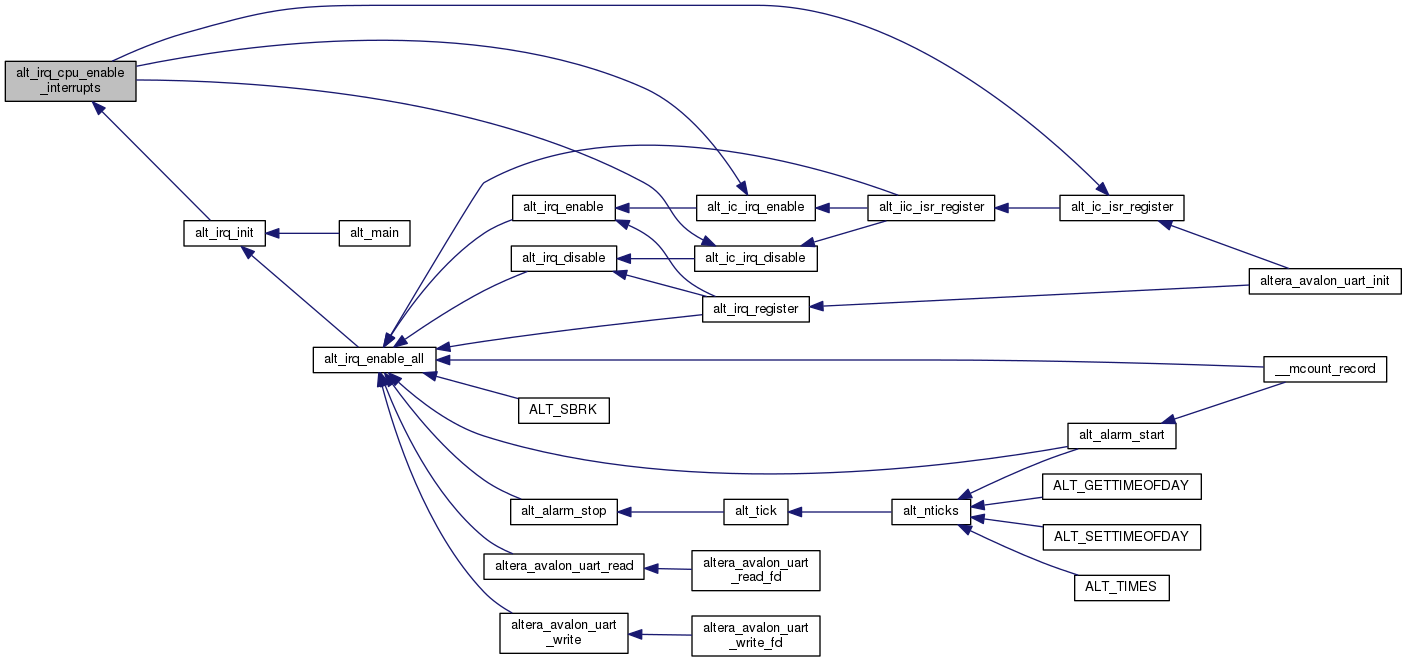 alt_irq_cpu_enable
_interrupts
alt_irq_init
alt_main
alt_irq_enable
alt_ic_irq_enable
alt_iic_isr_register
alt_ic_isr_register
alt_irq_disable
alt_ic_irq_disable
altera_avalon_uart_init
alt_irq_register
alt_irq_enable_all
__mcount_record
ALT_SBRK
alt_alarm_start
ALT_GETTIMEOFDAY
alt_alarm_stop
alt_tick
alt_nticks
ALT_SETTIMEOFDAY
altera_avalon_uart_read
altera_avalon_uart
_read_fd
ALT_TIMES
altera_avalon_uart
_write
altera_avalon_uart
_write_fd